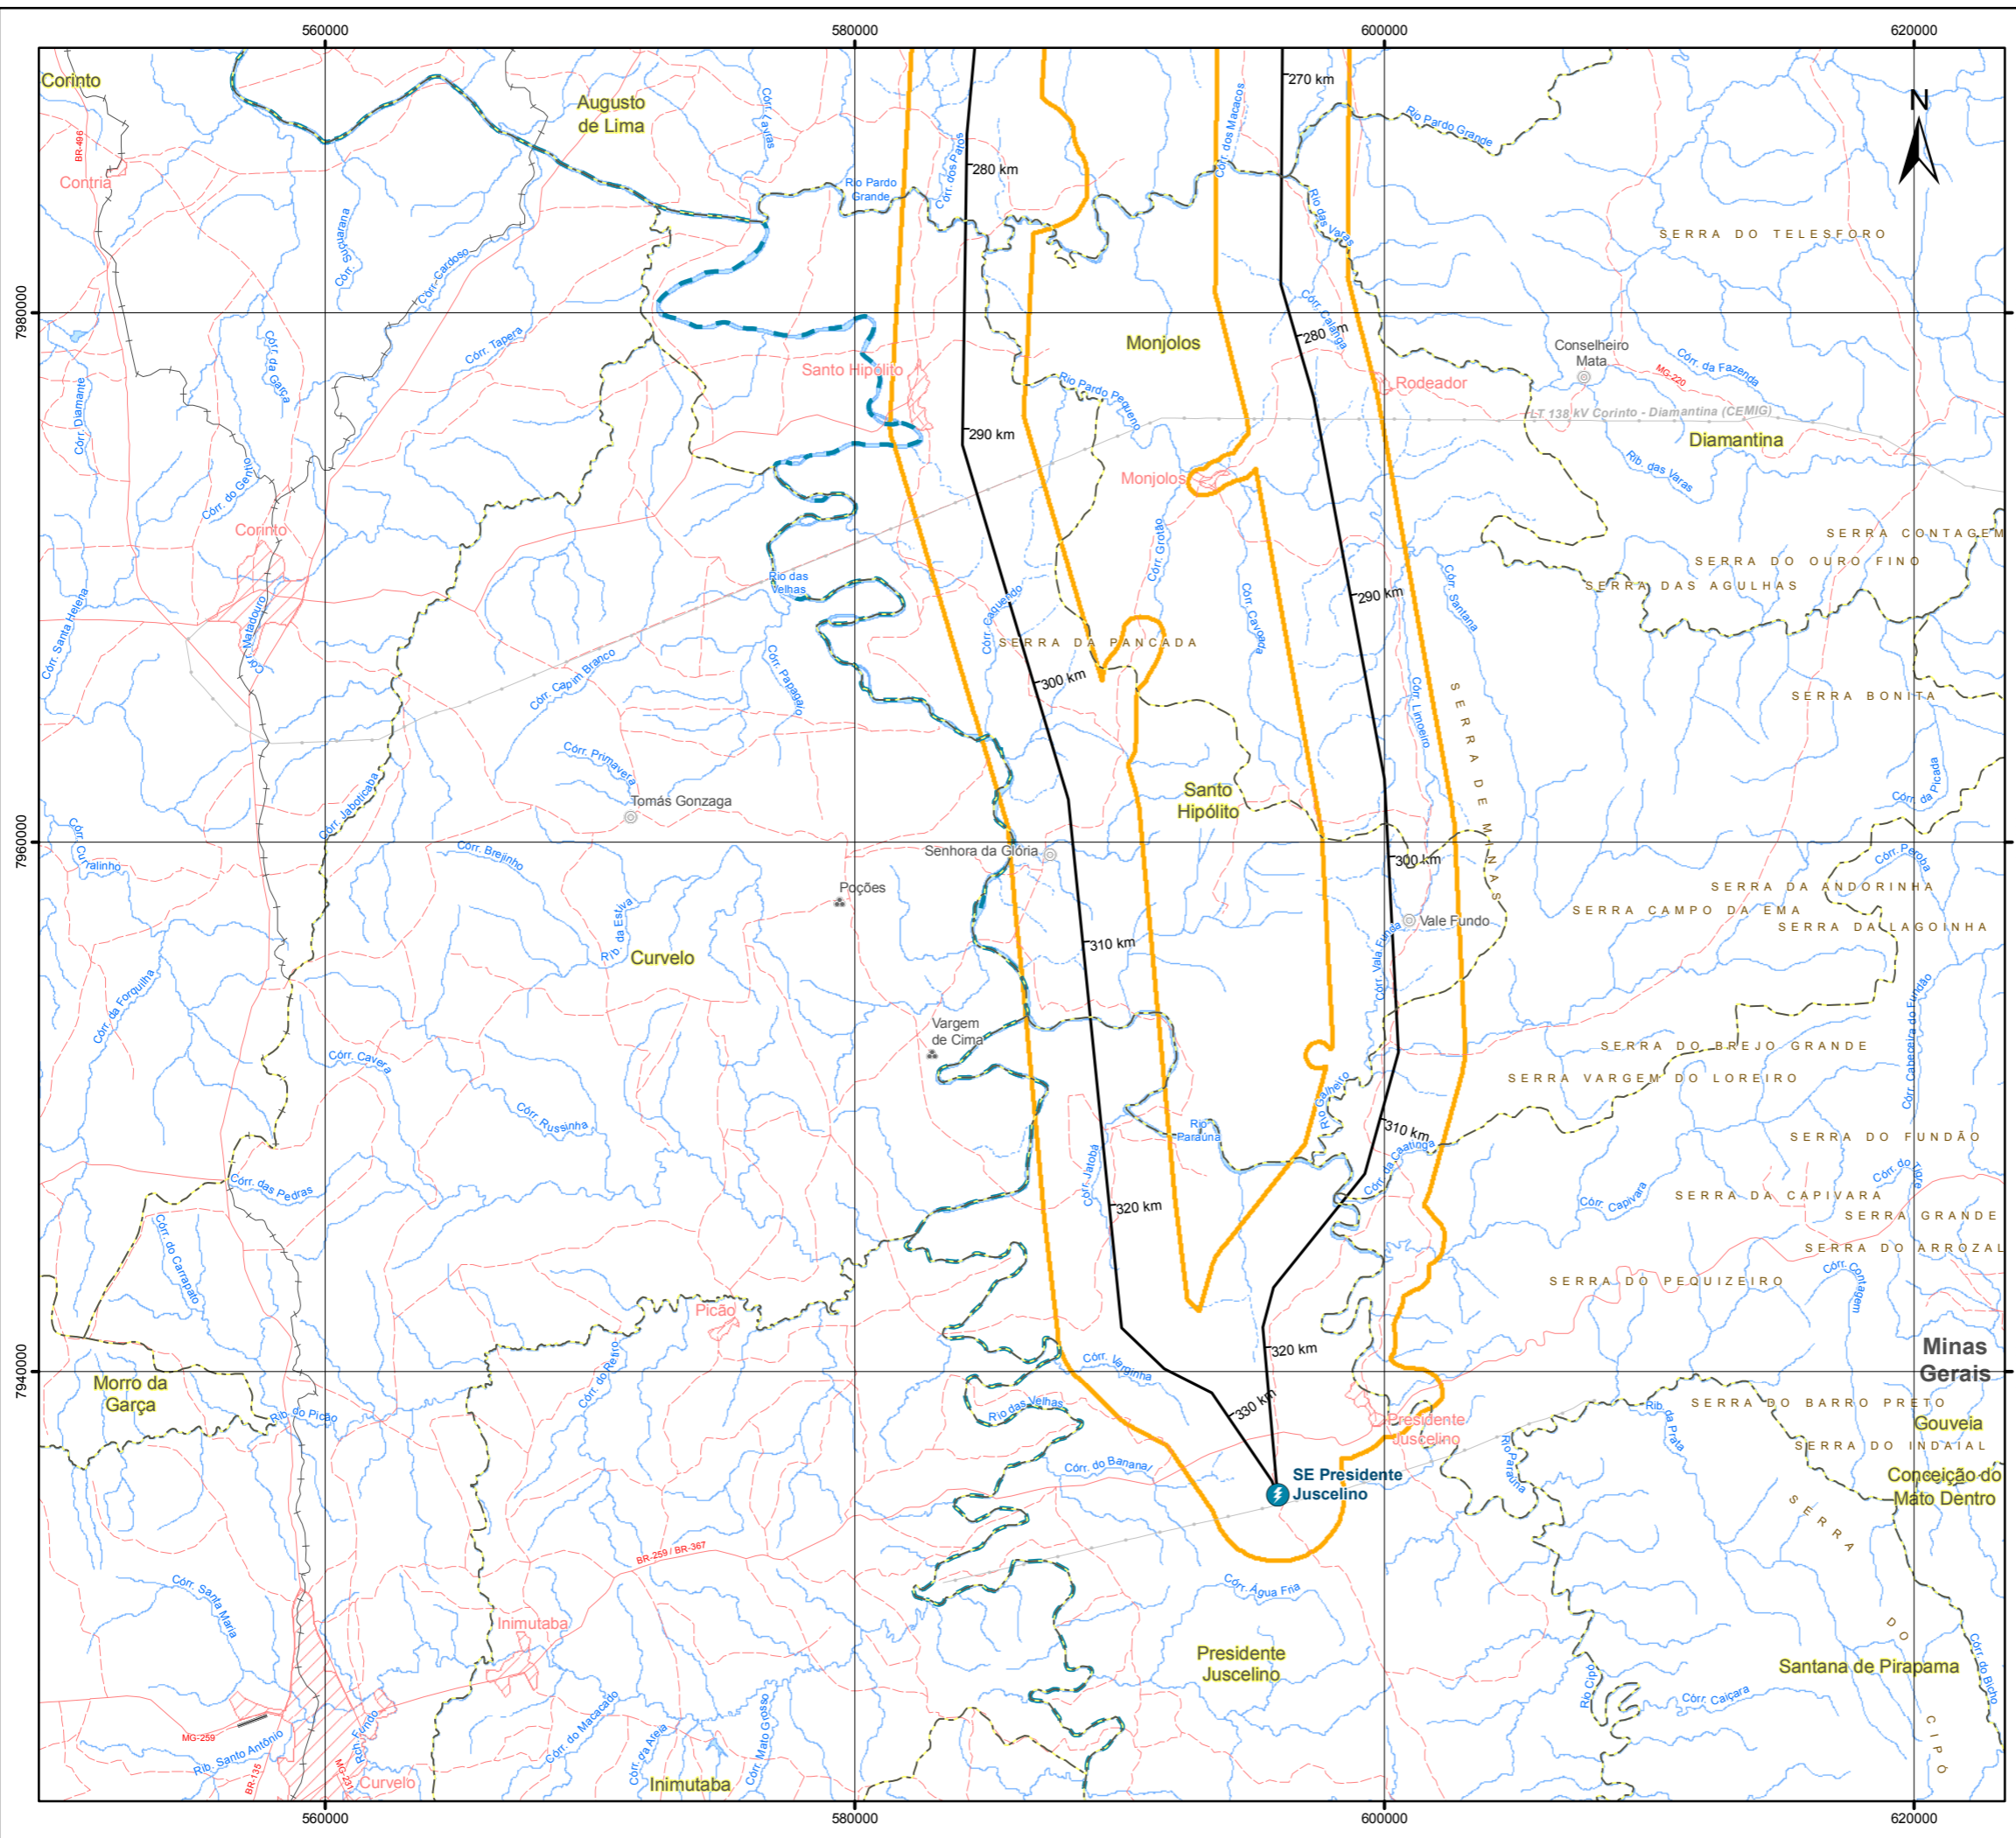 560000
580000
600000
620000
Corinto
Augusto
de Lima
BR-496
Contria
Córr. dos Patos
280 km
Córr. dos Macacos
270 km
Rio Pardo Grande
N
Rio Pardo
Grande
Córr. Suçuarana
Córr. Cardoso
Rio das Varas
SERRA DO TELESFORO
7980000
Córr. da Garça
Córr. Tapera
Córr. Diamante
Santo Hipólito
Monjolos
Córr. Calanga
280 km
Conselheiro
Mata
Córr. da Fazenda
MG-220
Rodeador
Rio Pardo Pequeno
LT 138 kV Corinto - Diamantina (CEMIG)
290 km
Diamantina
Córr. do Gentio
Monjolos
Rib. das Varas
Corinto
SERRA CONTAGEM
Córr. Grotão
SERRA DO OURO FINO
SERRA DAS AGULHAS
Rio das
Velhas
290 km
Córr. Santana
Córr. Santa Helena
Córr. Matadouro
Córr. Caquendo
Córr. Cavoada
SERRA DA PANCADA
Córr. Capim Branco
Córr. Papagaio
300 km
Córr. Limoeiro
SERRA DE MINAS
SERRA BONITA
Córr. Primavera
Córr. Jaboticaba
Tomás Gonzaga
Santo
Hipólito
Córr. da Picapa
7960000
Córr. Curralinho
Córr. Brejinho
Senhora da Glória
300 km
Córr. Peroba
Poções
SERRA DA ANDORINHA
SERRA CAMPO DA EMA
Vale Fundo
SERRA DA LAGOINHA
Rib. da Estiva
Curvelo
310 km
Córr. Vala Funda
Córr. da Forquilha
Córr. Cabeceira do Fundão
Vargem
de Cima
Córr. Cavera
SERRA DO BREJO GRANDE
SERRA VARGEM DO LOREIRO
Córr. Russinha
Rio Galheiro
310 km
Rio
Paraúna
SERRA DO FUNDÃO
Córr. da Caatinga
Córr. Jatobá
Córr. do Tigre
Córr. das Pedras
320 km
Córr. Capivara
SERRA DA CAPIVARA
SERRA GRANDE
Córr. do Carrapato
SERRA DO ARROZAL
SERRA DO PEQUIZEIRO
Córr. Contagem
Picão
320 km
Minas
Gerais
7940000
Córr. Varginha
Córr. do Retiro
Morro da
Garça
Rib. do Picão
Rio das Velhas
330 km
SERRA DO BARRO PRETO
Rib. da Prata
Presidente
Juscelino
Gouveia
SERRA DO INDAIAL
Rio Paraúna
Córr. do Bananal
SE Presidente
Juscelino
Conceição do
Mato Dentro
SERRA DO CIPÓ
BR-259 / BR-367
Córr. Santa Maria
Córr. Água Fria
Inimutaba
Presidente
Juscelino
Santana de Pirapama
Rio Cipó
Córr. Caiçara
Córr. do Bicho
Córr. do Macacado
Córr. da Areia
Córr. Mato Grosso
MG-259
Rib. Santo Antônio
BR-135
MG-231
Curvelo
Inimutaba
560000
580000
600000
620000